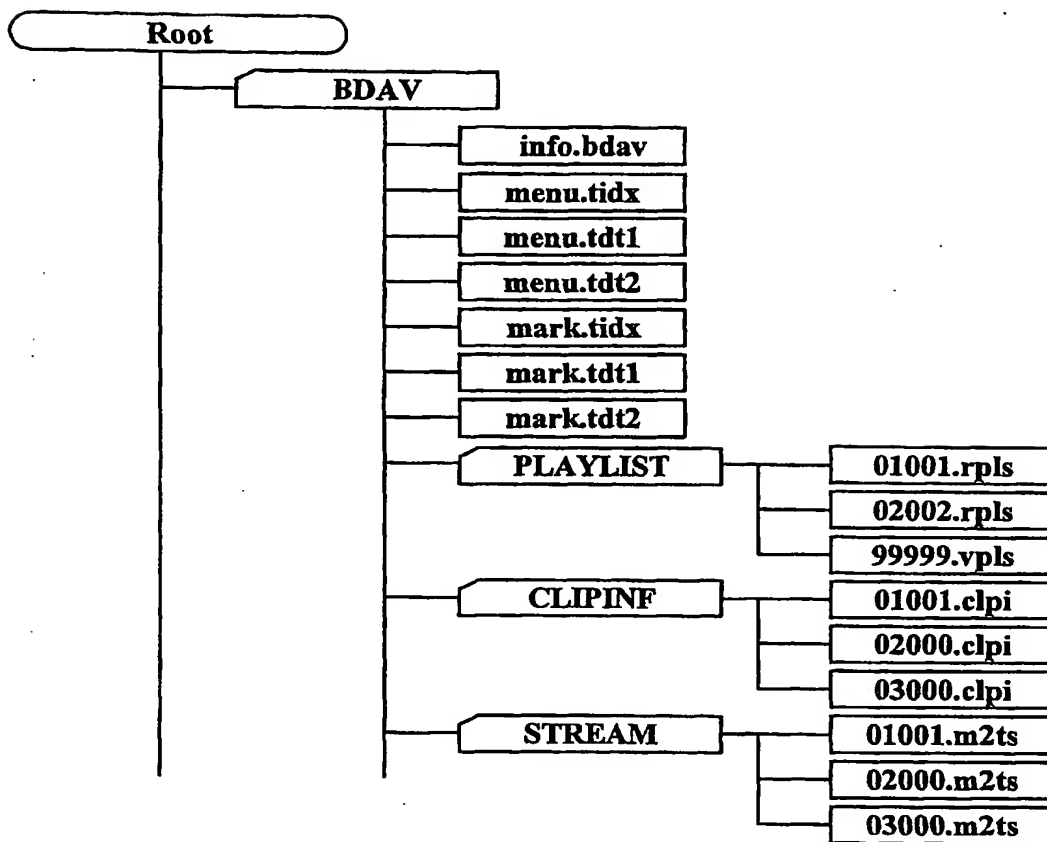 Root
BDAV
info.bdav
menu.tidx
menu.tdt1
menu.tdt2
mark.tidx
mark.tdt1
mark.tdt2
PLAYLIST
01001.rpls
02002.rpls
99999.vpls
CLIPINF
01001.clpi
02000.clpi
03000.clpi
STREAM
01001.m2ts
02000.m2ts
03000.m2ts